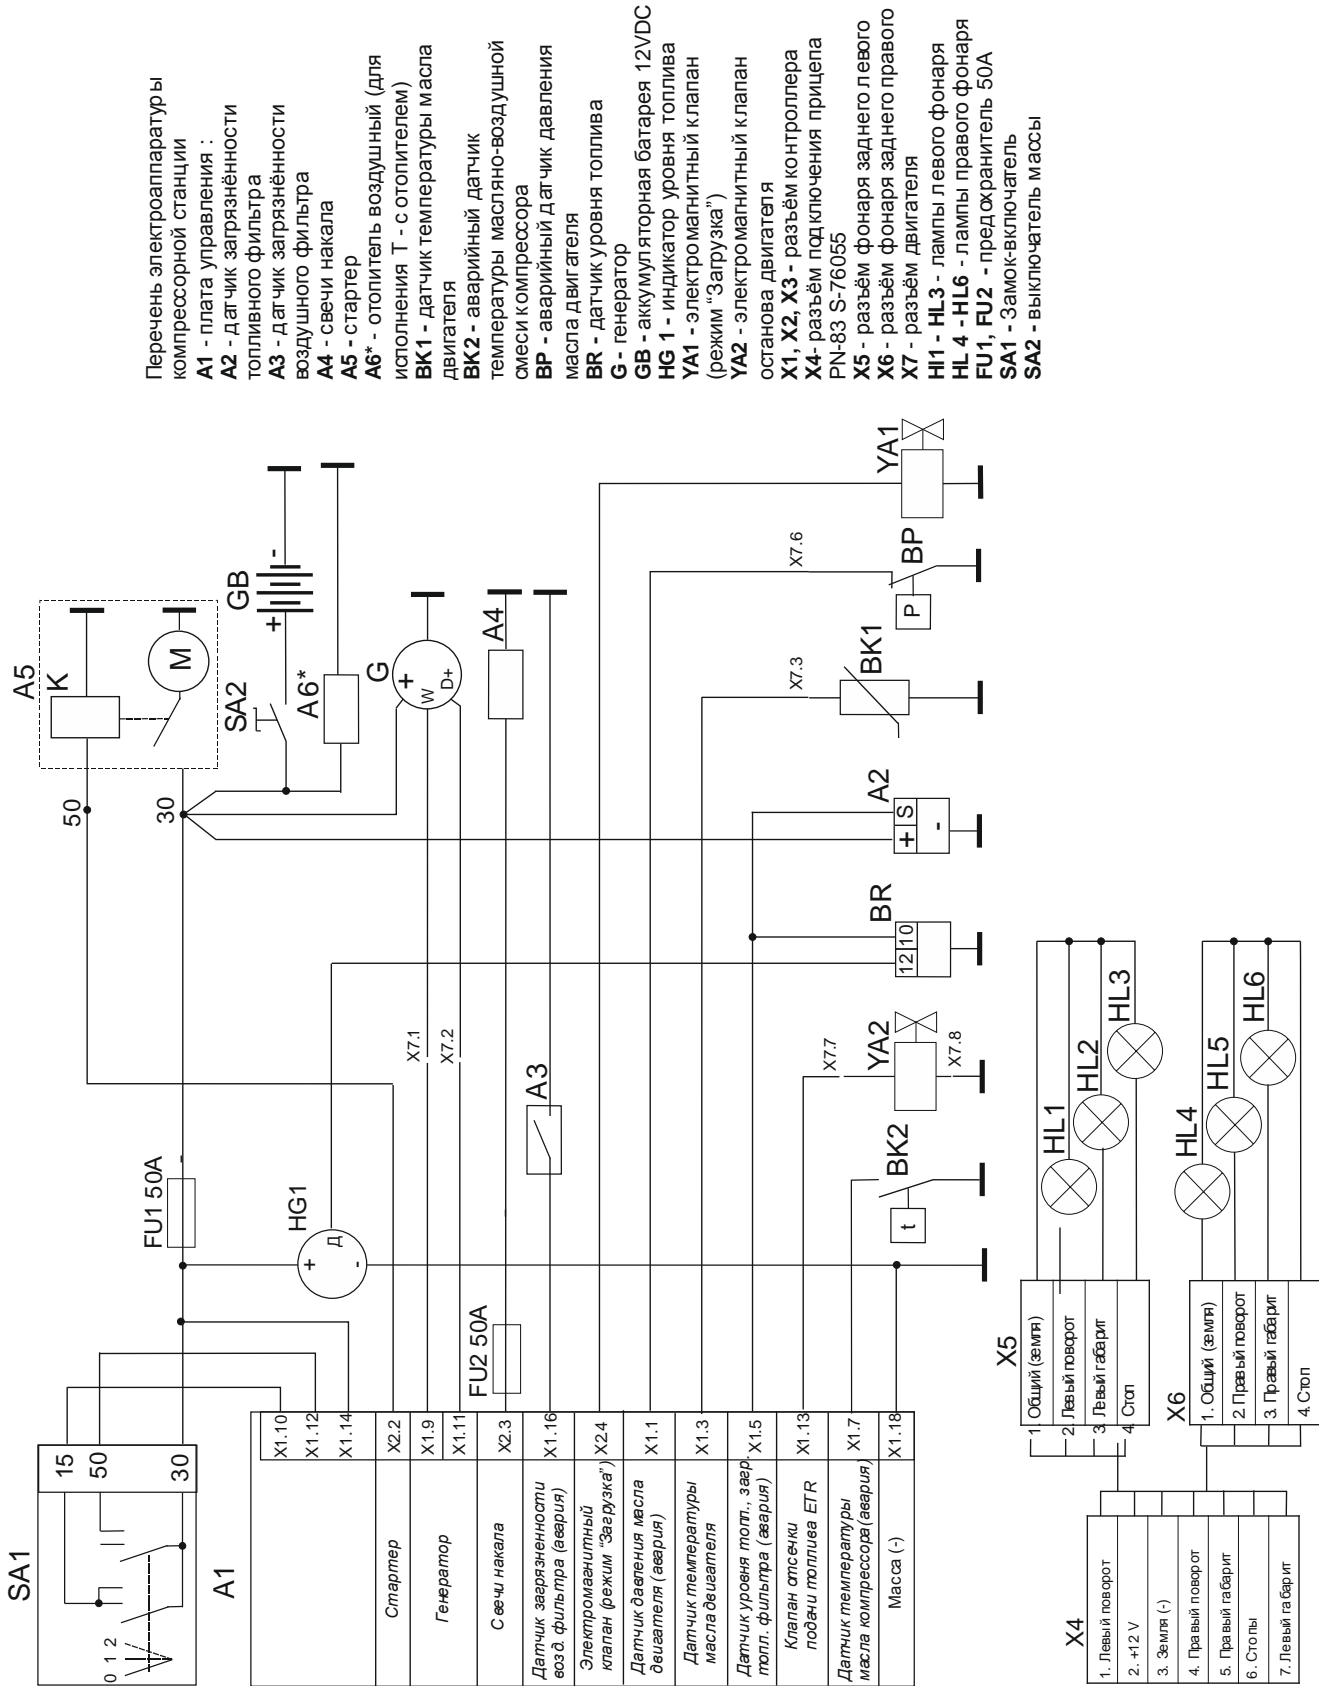 Перечень электроаппаратуры
компрессорной станции
A1 - плата управления :
A2 - датчик загрязнённости
топливного фильтра
A3 - датчик загрязнённости
воздушного фильтра
A4 - свечи накала
A5 - стартер
A6* - отопитель воздушный (для
исполнения Т - с отопителем)
BK1 - датчик температуры масла
двигателя
BK2 - аварийный датчик
температуры масляно-воздушной
смеси компрессора
BP - аварийный датчик давления
масла двигателя
BR - датчик уровня топлива
G - генератор
GB - аккумуляторная батарея 12VDC
HG 1 - индикатор уровня топлива
YA1 - электромагнитный клапан
(режим “Загрузка”)
YA2 - электромагнитный клапан
останова двигателя
X1, X2, X3 - разъём контроллера
X4- разъём подключения прицепа
PN-83 S-76055
X5 - разъём фонаря заднего левого
X6 - разъём фонаря заднего правого
X7 - разъём двигателя
Hl1 - HL3 - лампы левого фонаря
HL 4 - HL6 - лампы правого фонаря
FU1, FU2 - предохранитель 50A
SA1 - Замок-включатель
SA2 - выключатель массы
SA1
0 1 2
15
50
30
FU1 50A
50
30
A5
K
M
SA2
GB
+ -
A6*
G
+
W
D+
HG1
+
Д
-
X7.1
X7.2
FU2 50A
A4
A3
A1
X1.10
X1.12
X1.14
Стартер
X2.2
Генератор
X1.9
X1.11
Свечи накала
X2.3
Датчик загрязненности
возд. фильтра (авария)
X1.16
Электромагнитный
клапан (режим “Загрузка”)
X2.4
Датчик давления масла
двигателя (авария)
X1.1
Датчик температуры
масла двигателя
X1.3
Датчик уровня топл., загр.
топл. фильтра (авария)
X1.5
Клапан отсечки
подачи топлива ETR
X1.13
Датчик температуры
масла компрессора(авария)
X1.7
Масса (-)
X1.18
BK2
t
X7.7
YA2
X7.8
BR
12 10
A2
+ S
-
X7.3
BK1
X7.6
BP
P
YA1
X4
1. Левый поворот
2. +12 V
3. Земля (-)
4. Правый поворот
5. Правый габарит
6. Стопы
7. Левый габарит
X5
1. Общий (земля)
2. Левый поворот
3. Левый габарит
4. Стоп
HL1
HL2
HL3
X6
1. Общий (земля)
2. Правый поворот
3. Правый габарит
4. Стоп
HL4
HL5
HL6